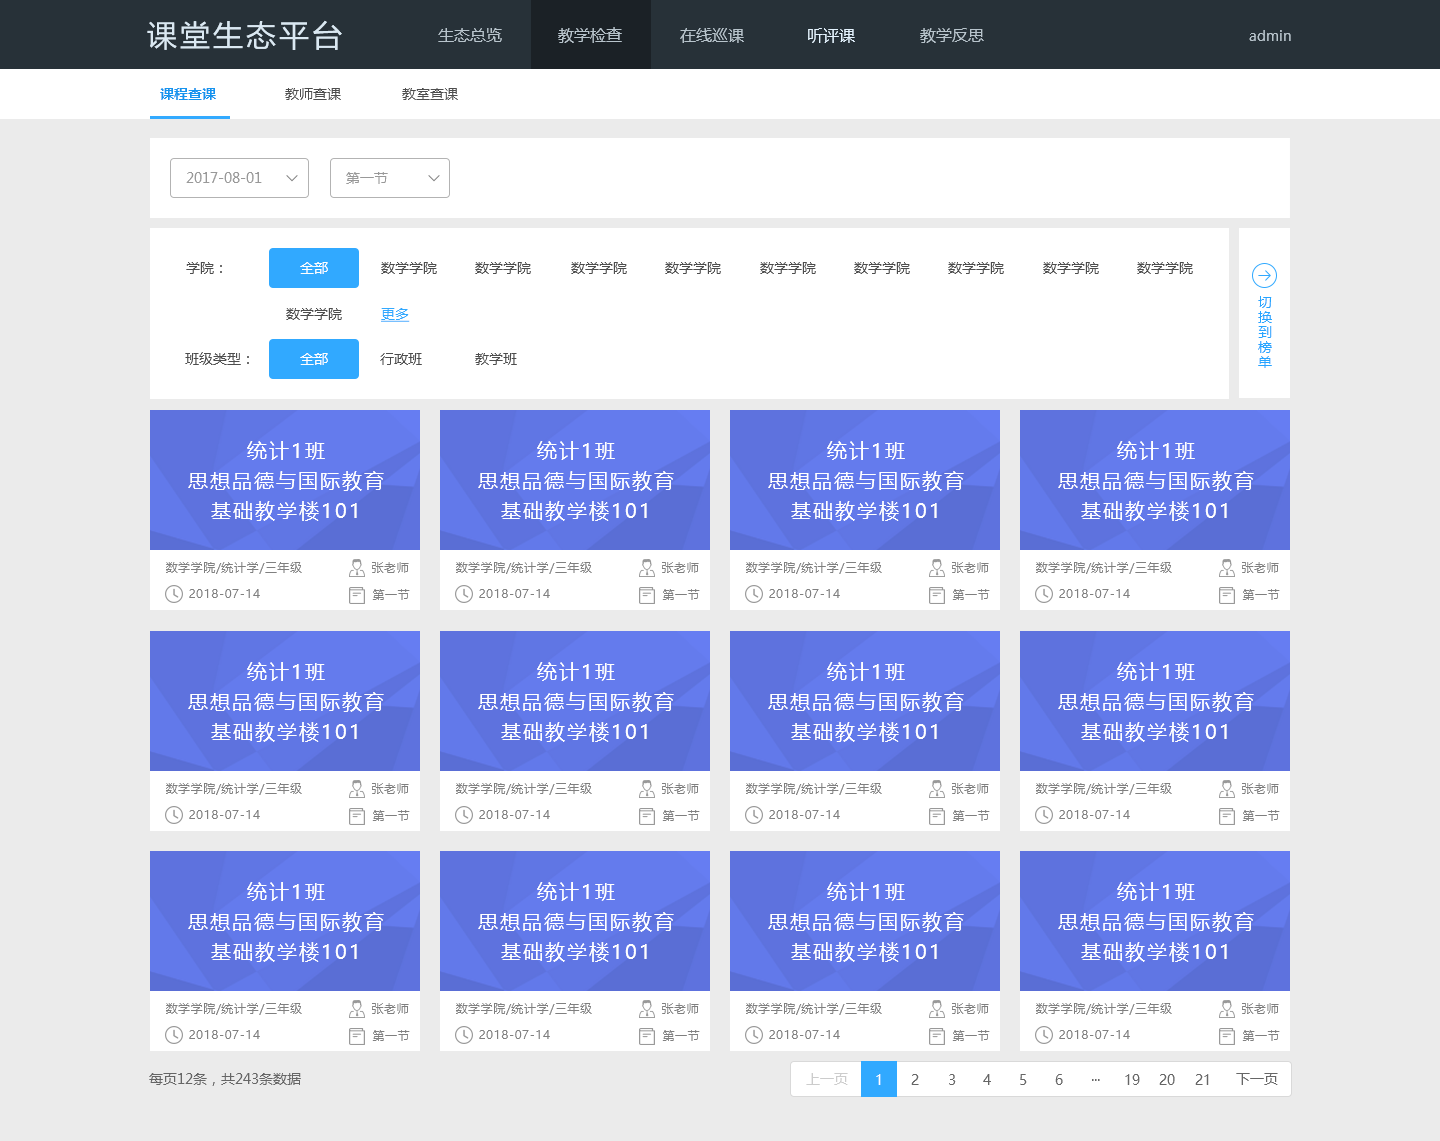 课堂生态平台 生态总览 教学检查 在线巡课 听评课 教学反思 admin
课程查课 教师查课 教室查课
2017-08-01 第一节
学院： 全部 数学学院 数学学院 数学学院 数学学院 数学学院 数学学院 数学学院 数学学院 数学学院
数学学院 更多
班级类型： 全部 行政班 教学班
切换到榜单
统计1班 统计1班 统计1班 统计1班
思想品德与国际教育 思想品德与国际教育 思想品德与国际教育 思想品德与国际教育
基础教学楼101 基础教学楼101 基础教学楼101 基础教学楼101
数学学院/统计学/三年级 张老师 数学学院/统计学/三年级 张老师 数学学院/统计学/三年级 张老师 数学学院/统计学/三年级 张老师
2018-07-14 第一节 2018-07-14 第一节 2018-07-14 第一节 2018-07-14 第一节
统计1班 统计1班 统计1班 统计1班
思想品德与国际教育 思想品德与国际教育 思想品德与国际教育 思想品德与国际教育
基础教学楼101 基础教学楼101 基础教学楼101 基础教学楼101
数学学院/统计学/三年级 张老师 数学学院/统计学/三年级 张老师 数学学院/统计学/三年级 张老师 数学学院/统计学/三年级 张老师
2018-07-14 第一节 2018-07-14 第一节 2018-07-14 第一节 2018-07-14 第一节
统计1班 统计1班 统计1班 统计1班
思想品德与国际教育 思想品德与国际教育 思想品德与国际教育 思想品德与国际教育
基础教学楼101 基础教学楼101 基础教学楼101 基础教学楼101
数学学院/统计学/三年级 张老师 数学学院/统计学/三年级 张老师 数学学院/统计学/三年级 张老师 数学学院/统计学/三年级 张老师
2018-07-14 第一节 2018-07-14 第一节 2018-07-14 第一节 2018-07-14 第一节
每页12条，共243条数据 上一页 1 2 3 4 5 6 ··· 19 20 21 下一页